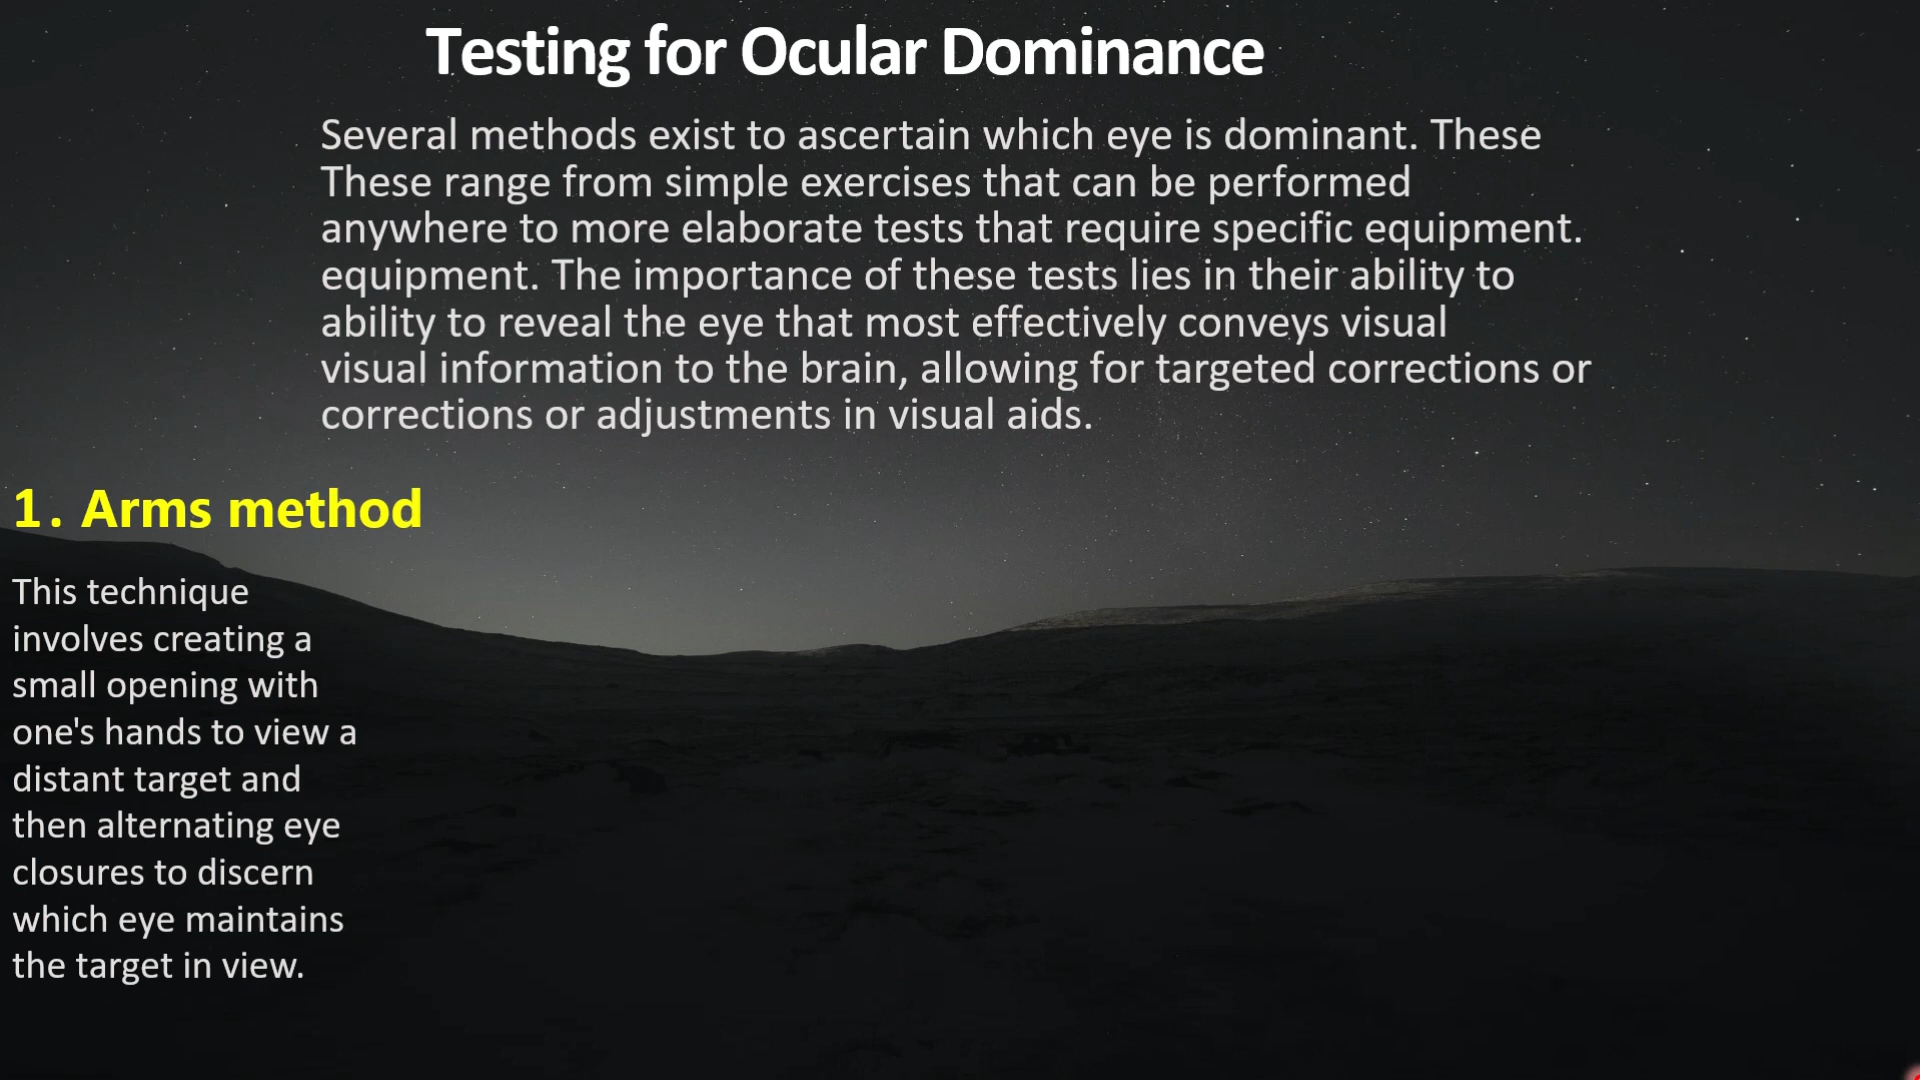 Testing for Ocular Dominance
Several methods exist to ascertain which eye is dominant. These
These range from simple exercises that can be performed
anywhere to more elaborate tests that require specific equipment.
equipment. The importance of these tests lies in their ability to
ability to reveal the eye that most effectively conveys visual
visual information to the brain, allowing for targeted corrections or
corrections or adjustments in visual aids.
1. Arms method
This technique
involves creating a
small opening with
one's hands to view a
distant target and
then alternating eye
closures to discern
which eye maintains
the target in view.